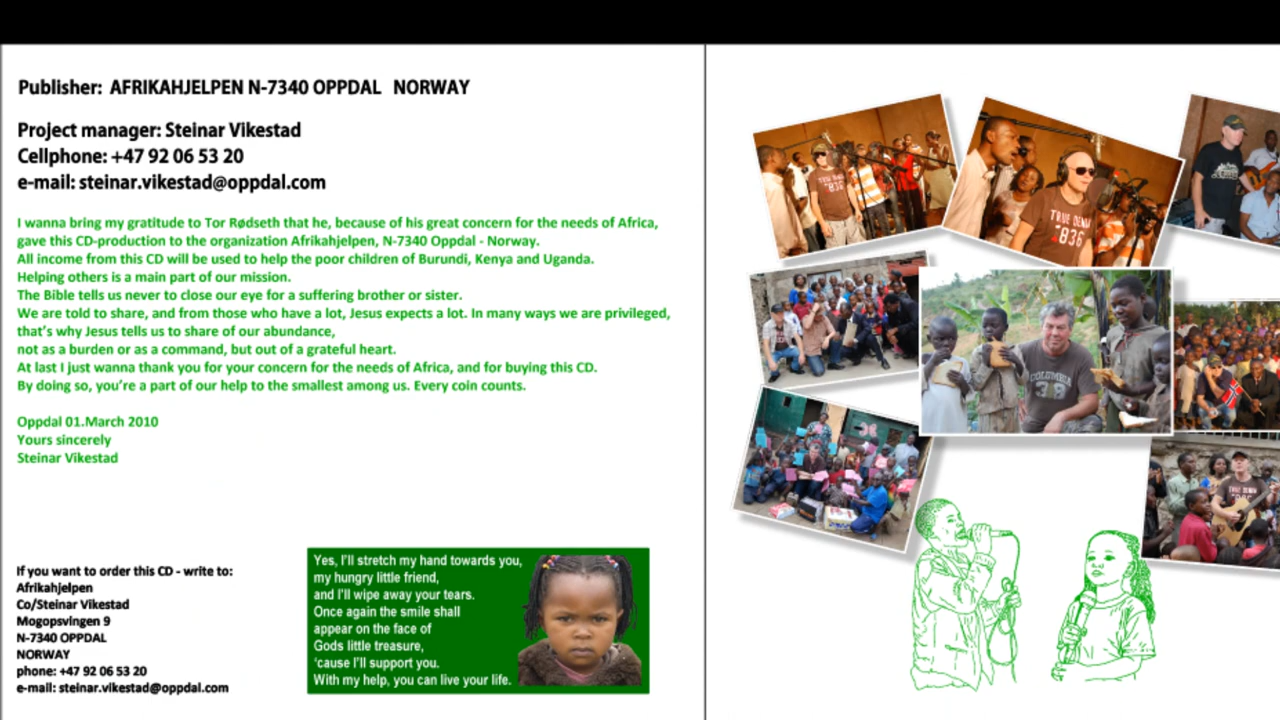 Publisher: AFRIKAHJELPEN N-7340 OPPDAL NORWAY
Project manager: Steinar Vikestad
Cellphone: +47 92 06 53 20
e-mail: steinar.vikestad@oppdal.com
I wanna bring my gratitude to Tor Rødseth that he, because of his great concern for the needs of Africa,
gave this CD-production to the organization Afrikahjelpen, N-7340 Oppdal - Norway.
All income from this CD will be used to help the poor children of Burundi, Kenya and Uganda.
Helping others is a main part of our mission.
The Bible tells us never to close our eye for a suffering brother or sister.
We are told to share, and from those who have a lot, Jesus expects a lot. In many ways we are privileged,
that's why Jesus tells us to share of our abundance,
not as a burden or as a command, but out of a grateful heart.
At last I just wanna thank you for your concern for the needs of Africa, and for buying this CD.
By doing so, you're a part of our help to the smallest among us. Every coin counts.
Oppdal 01.March 2010
Yours sincerely
Steinar Vikestad
If you want to order this CD - write to:
Afrikahjelpen
Co/Steinar Vikestad
Mogopsvingen 9
N-7340 OPPDAL
NORWAY
phone: +47 92 06 53 20
e-mail: steinar.vikestad@oppdal.com
Yes, I'll stretch my hand towards you,
my hungry little friend,
and I'll wipe away your tears.
Once again the smile shall
appear on the face of
Gods little treasure,
'cause I'll support you.
With my help, you can live your life.
TRUE DENIM
'836
COLUMBIA
38